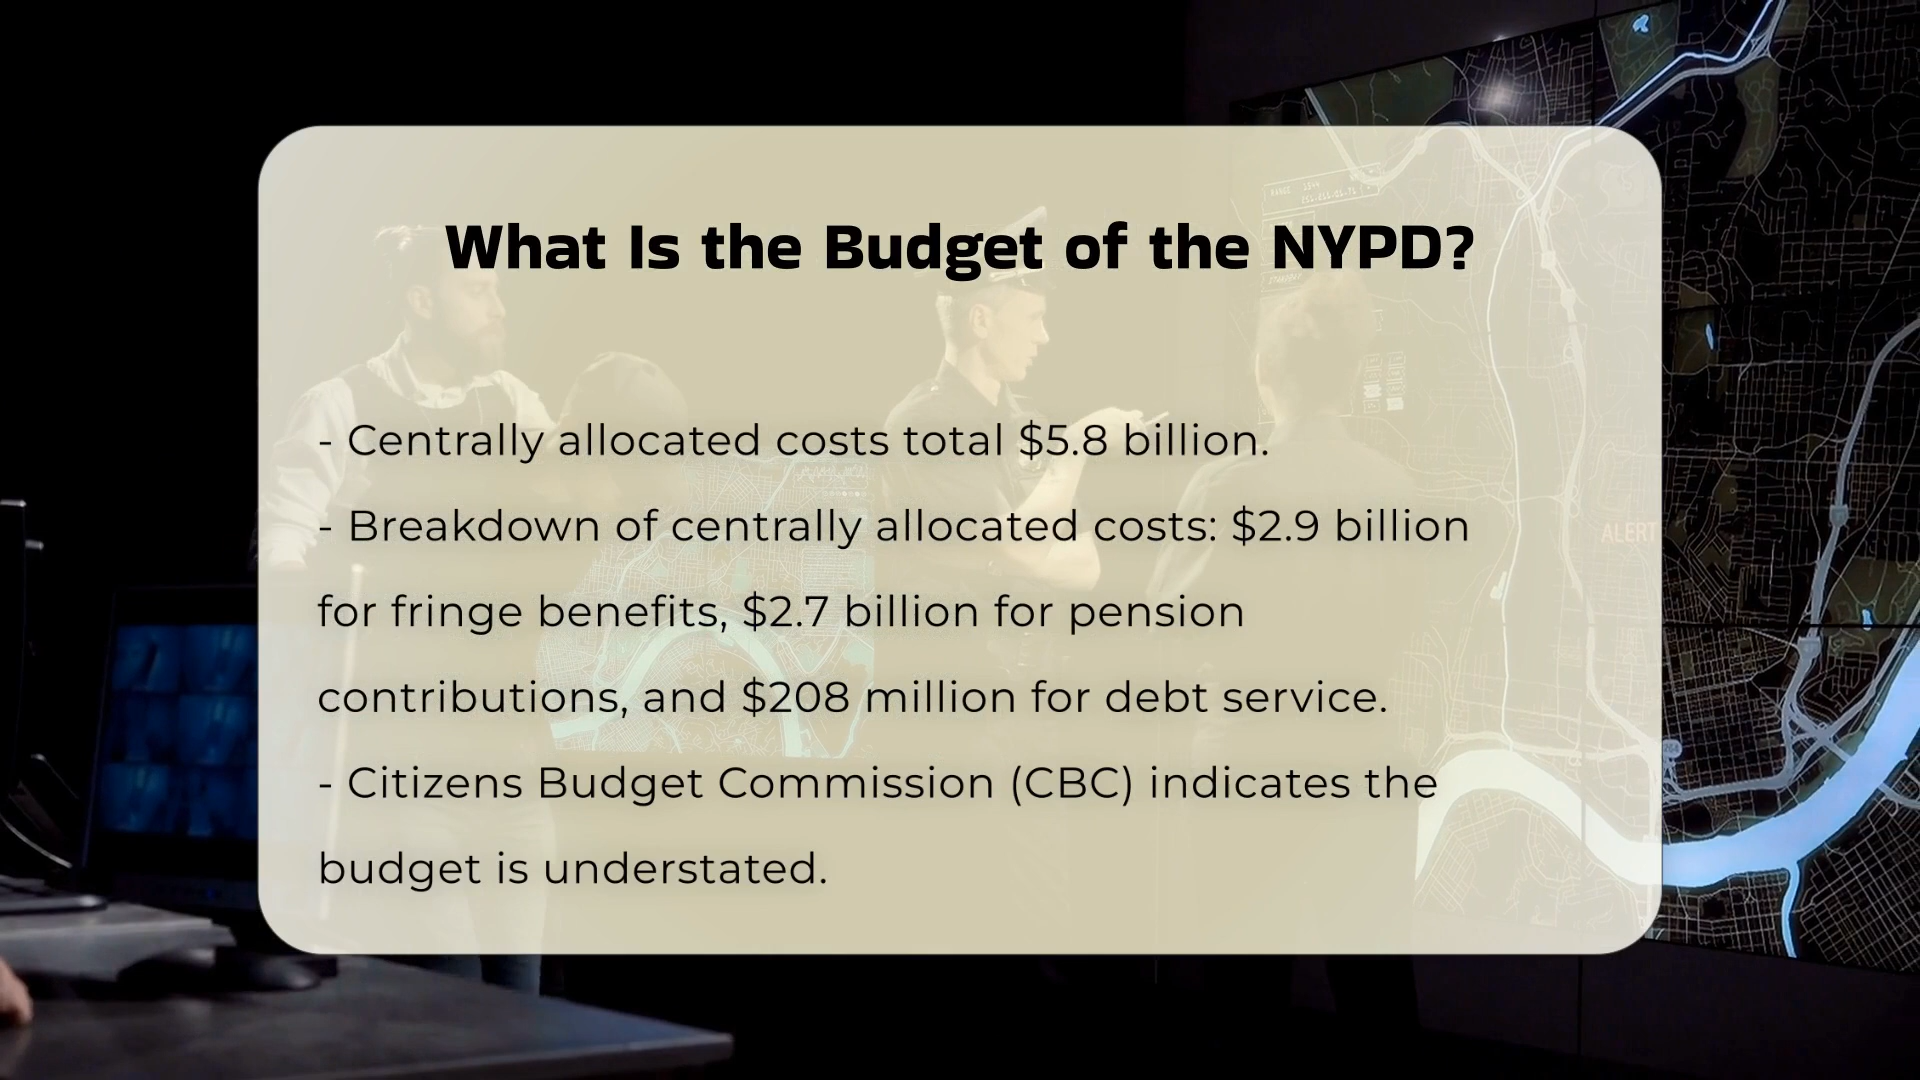 What Is the Budget of the NYPD?
- Centrally allocated costs total $5.8 billion.
- Breakdown of centrally allocated costs: $2.9 billion
for fringe benefits, $2.7 billion for pension
contributions, and $208 million for debt service.
- Citizens Budget Commission (CBC) indicates the
budget is understated.
ALERT